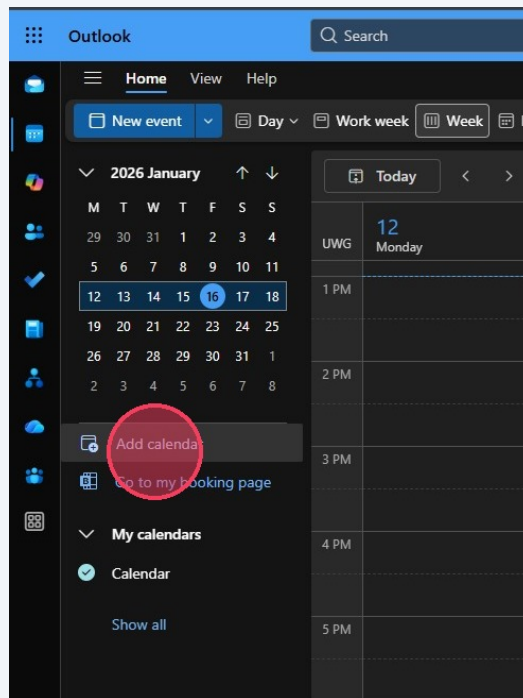 Outlook
Search
Home View Help
New event Day Work week Week
2026 January
Today
M T W T F S S
29 30 31 1 2 3 4
5 6 7 8 9 10 11
12 13 14 15 16 17 18
19 20 21 22 23 24 25
26 27 28 29 30 31 1
2 3 4 5 6 7 8
UWG
12
Monday
1 PM
2 PM
3 PM
4 PM
5 PM
Add calendar
Go to my booking page
My calendars
Calendar
Show all